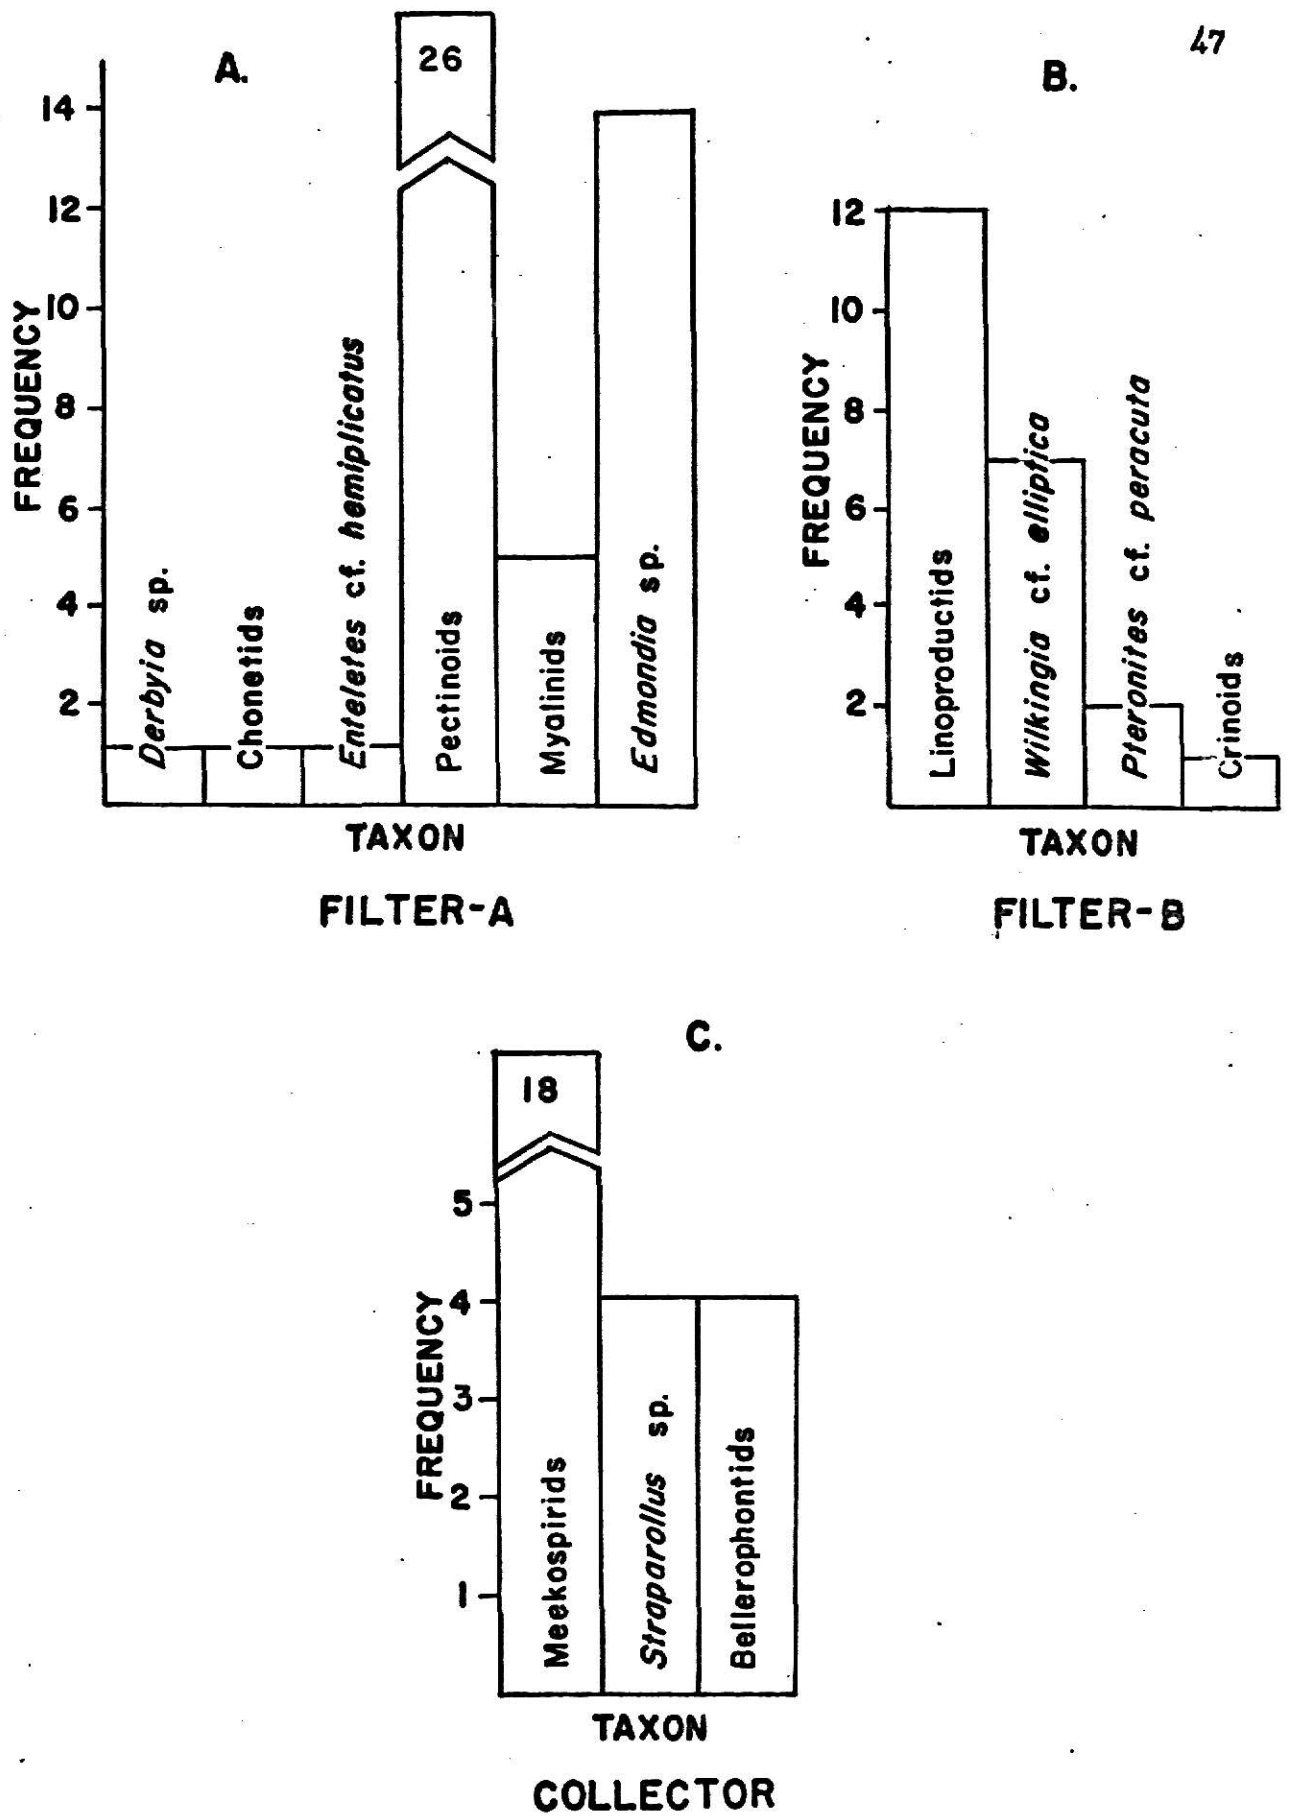 47
A.
FREQUENCY
14
12
10
8
6
4
2
26
Derbyia sp.
Chonetids
Enteletes cf. hemiplicatus
Pectinoids
Myalinids
Edmondia sp.
TAXON
FILTER-A
B.
FREQUENCY
12
10
8
6
4
2
Linoproductids
Wilkingia cf. elliptica
Pteronites cf. peracuta
Crinoids
TAXON
FILTER-B
C.
FREQUENCY
18
5
4
3
2
1
Meekospirids
Straparollus sp.
Bellerophontids
TAXON
COLLECTOR